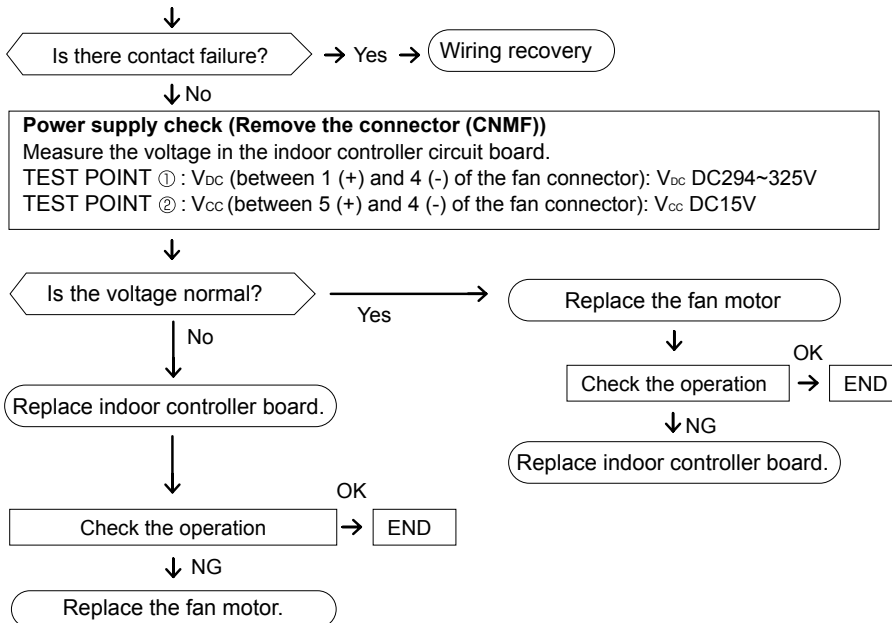 Is there contact failure?
Yes
Wiring recovery
No
Power supply check (Remove the connector (CNMF))
Measure the voltage in the indoor controller circuit board.
TEST POINT ① : VDC (between 1 (+) and 4 (-) of the fan connector): VDC DC294~325V
TEST POINT ② : VCC (between 5 (+) and 4 (-) of the fan connector): VCC DC15V
Is the voltage normal?
Yes
Replace the fan motor
No
OK
Check the operation
END
Replace indoor controller board.
NG
Replace indoor controller board.
OK
Check the operation
END
NG
Replace the fan motor.